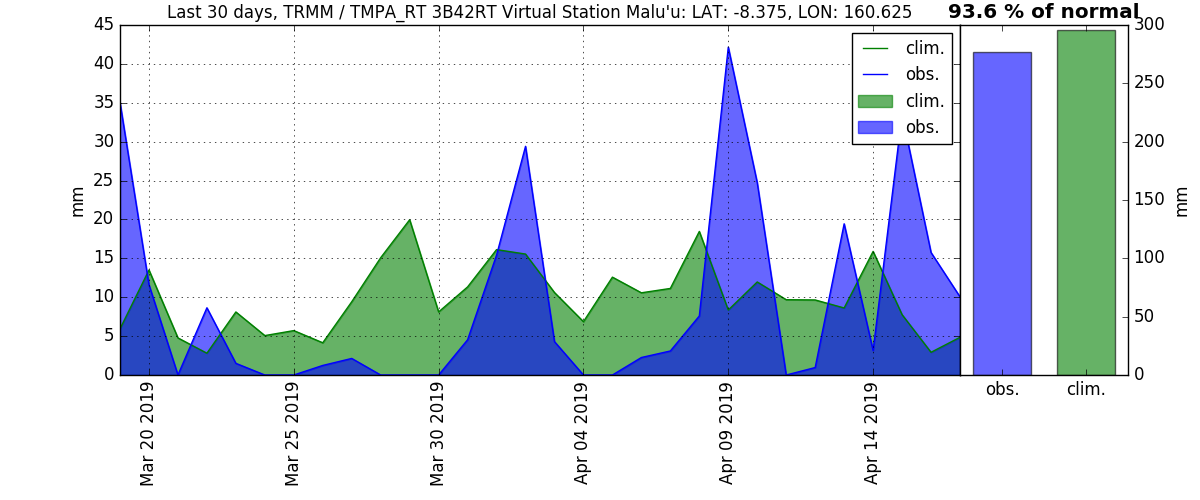 Last 30 days, TRMM / TMPA_RT 3B42RT Virtual Station Malu'u: LAT: -8.375, LON: 160.625
93.6 % of normal
45
40
35
30
25
20
15
10
5
0
mm
clim.
obs.
clim.
obs.
Mar 20 2019
Mar 25 2019
Mar 30 2019
Apr 04 2019
Apr 09 2019
Apr 14 2019
300
250
200
150
100
50
0
mm
obs.
clim.